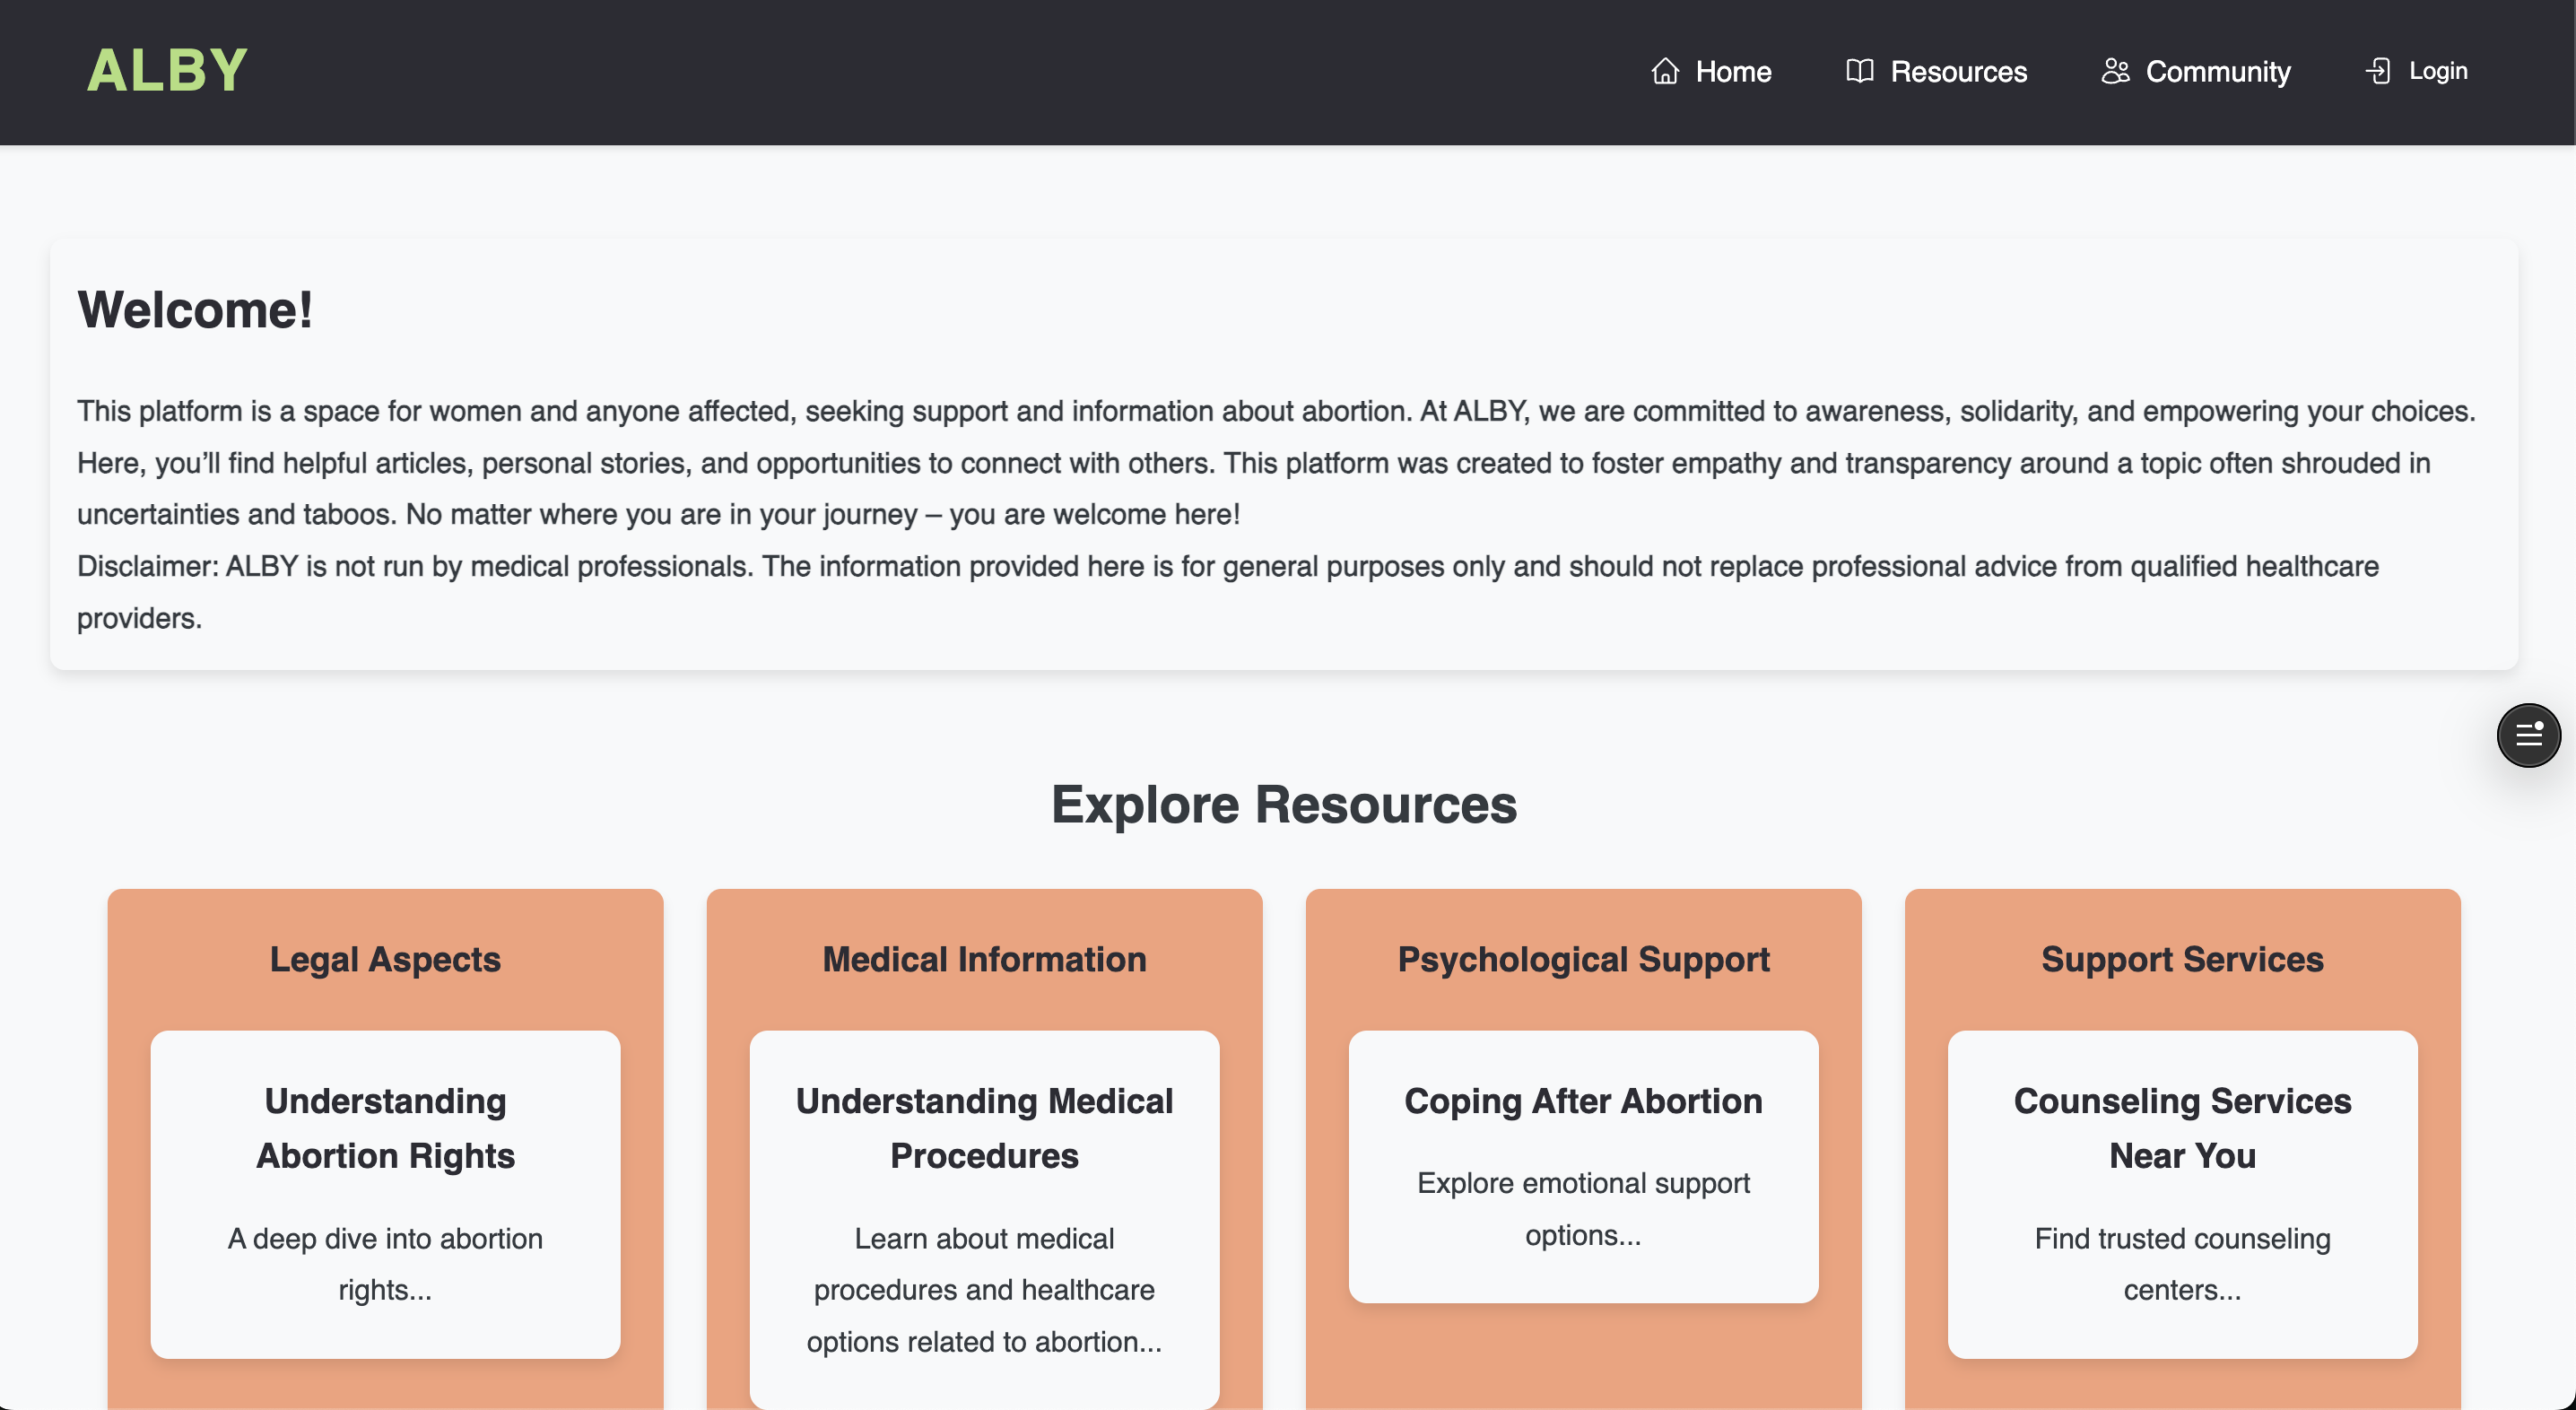 ALBY
Home
Resources
Community
Login
Welcome!
This platform is a space for women and anyone affected, seeking support and information about abortion. At ALBY, we are committed to awareness, solidarity, and empowering your choices.
Here, you’ll find helpful articles, personal stories, and opportunities to connect with others. This platform was created to foster empathy and transparency around a topic often shrouded in
uncertainties and taboos. No matter where you are in your journey – you are welcome here!
Disclaimer: ALBY is not run by medical professionals. The information provided here is for general purposes only and should not replace professional advice from qualified healthcare
providers.
Explore Resources
Legal Aspects
Understanding
Abortion Rights
A deep dive into abortion
rights...
Medical Information
Understanding Medical
Procedures
Learn about medical
procedures and healthcare
options related to abortion...
Psychological Support
Coping After Abortion
Explore emotional support
options...
Support Services
Counseling Services
Near You
Find trusted counseling
centers...